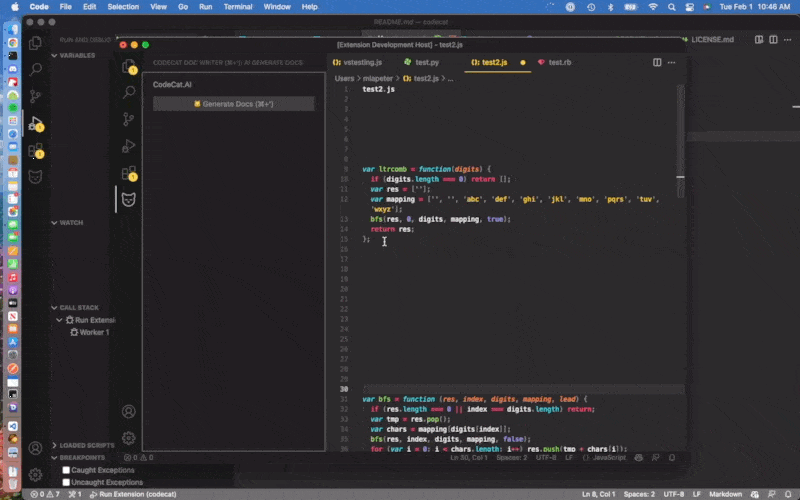 Code File Edit Selection View Go Run Terminal Window Help Tue Feb 1 10:46 AM
README.md — codecat
RUN AND
LICENSE.md
[Extension Development Host] — test2.js
VARIABLES
CODECAT DOC WRITER (⌘+'): AI GENERATE DOCS
vstesting.js test.py test2.js test.rb
CodeCat.AI
Users > miapeter > test2.js > ...
Generate Docs (⌘+')
1 test2.js
9 var ltrcomb = function(digits) {
10 if (digits.length === 0) return [];
11 var res = [''];
12 var mapping = ['', '', 'abc', 'def', 'ghi', 'jkl', 'mno', 'pqrs', 'tuv',
'wxyz'];
13 bfs(res, 0, digits, mapping, true);
14 return res;
15 };
WATCH
CALL STACK
Run Extensi
Worker 1
30
31 var bfs = function (res, index, digits, mapping, lead) {
32 if (res.length === 0 || index === digits.length) return;
33 var tmp = res.pop();
34 var chars = mapping[digits[index]];
35 bfs(res, index, digits, mapping, false);
36 for (var i = 0; i < chars.length; i++) res.push(tmp + chars[i]);
LOADED SCRIPTS
BREAKPOINTS
0 0 Ln 30, Col 1 Spaces: 2 UTF-8 LF {} JavaScript
Caught Exceptions
Uncaught Exceptions
0 7 1 Run Extension (codecat) Ln 8, Col 1 Spaces: 2 UTF-8 LF Markdown